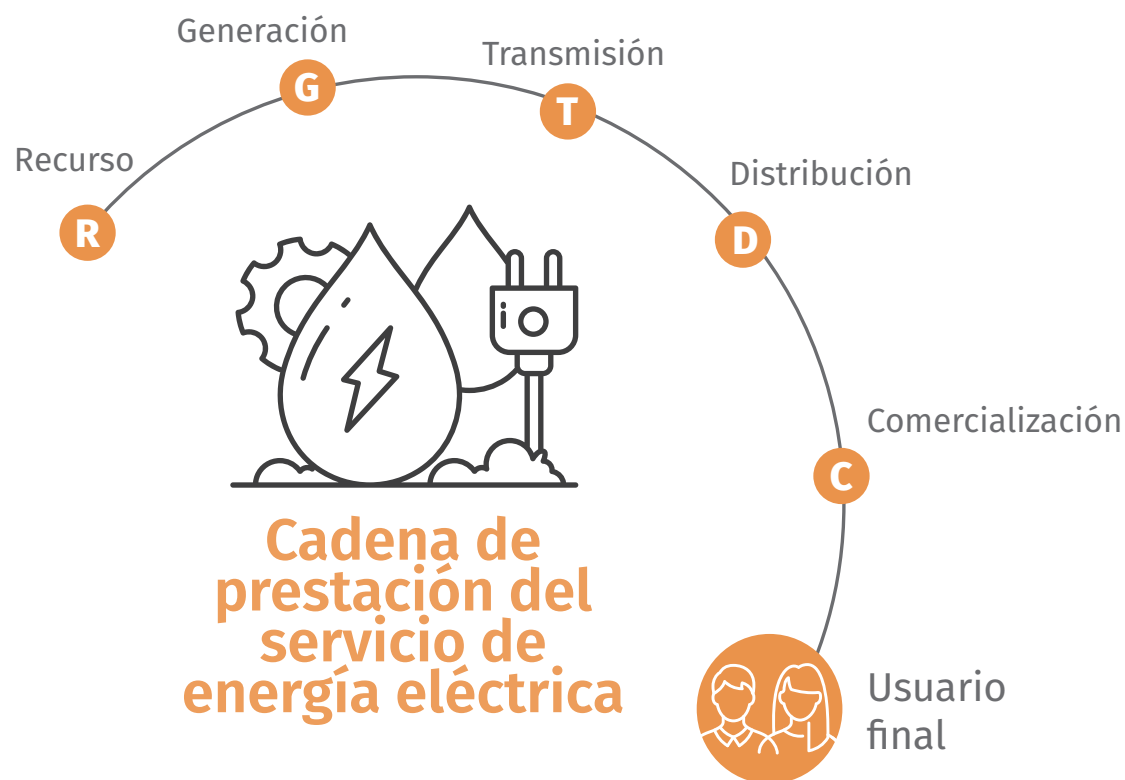 Generación
G
Transmisión
T
Recurso
R
Distribución
D
Comercialización
C
Cadena de
prestación del
servicio de
energía eléctrica
Usuario
final